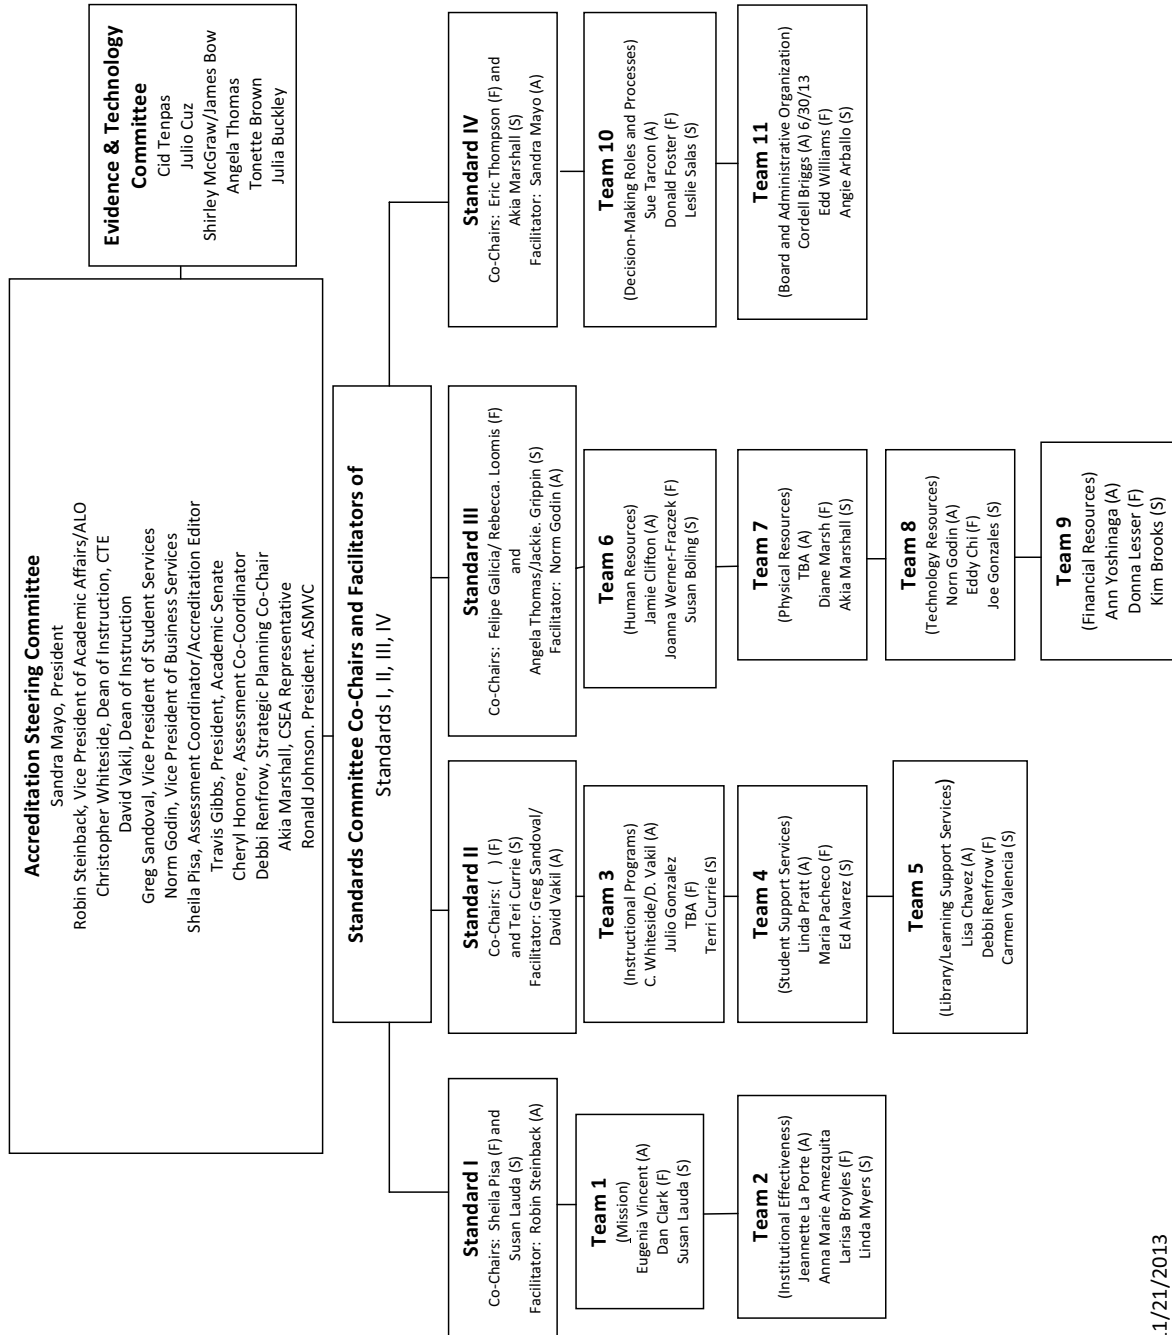 Accreditation Steering Committee
Sandra Mayo, President
Robin Steinback, Vice President of Academic Affairs/ALO
Christopher Whiteside, Dean of Instruction, CTE
David Vakil, Dean of Instruction
Greg Sandoval, Vice President of Student Services
Norm Godin, Vice President of Business Services
Sheila Pisa, Assessment Coordinator/Accreditation Editor
Travis Gibbs, President, Academic Senate
Cheryl Honore, Assessment Co-Coordinator
Debbi Renfrow, Strategic Planning Co-Chair
Akia Marshall, CSEA Representative
Ronald Johnson. President. ASMVC
Evidence & Technology
Committee
Cid Tenpas
Julio Cuz
Shirley McGraw/James Bow
Angela Thomas
Tonette Brown
Julia Buckley
Standards Committee Co-Chairs and Facilitators of
Standards I, II, III, IV
Standard I
Co-Chairs: Sheila Pisa (F) and
Susan Lauda (S)
Facilitator: Robin Steinback (A)
Team 1
(Mission)
Eugenia Vincent (A)
Dan Clark (F)
Susan Lauda (S)
Team 2
(Institutional Effectiveness)
Jeannette La Porte (A)
Anna Marie Amezquita
Larisa Broyles (F)
Linda Myers (S)
Standard II
Co-Chairs: ( ) (F)
and Teri Currie (S)
Facilitator: Greg Sandoval/
David Vakil (A)
Team 3
(Instructional Programs)
C. Whiteside/D. Vakil (A)
Julio Gonzalez
TBA (F)
Terri Currie (S)
Team 4
(Student Support Services)
Linda Pratt (A)
Maria Pacheco (F)
Ed Alvarez (S)
Team 5
(Library/Learning Support Services)
Lisa Chavez (A)
Debbi Renfrow (F)
Carmen Valencia (S)
Standard III
Co-Chairs: Felipe Galicia/ Rebecca. Loomis (F)
and
Angela Thomas/Jackie. Grippin (S)
Facilitator: Norm Godin (A)
Team 6
(Human Resources)
Jamie Clifton (A)
Joanna Werner-Fraczek (F)
Susan Boling (S)
Team 7
(Physical Resources)
TBA (A)
Diane Marsh (F)
Akia Marshall (S)
Team 8
(Technology Resources)
Norn Godin (A)
Eddy Chi (F)
Joe Gonzales (S)
Team 9
(Financial Resources)
Ann Yoshinaga (A)
Donna Lesser (F)
Kim Brooks (S)
Standard IV
Co-Chairs: Eric Thompson (F) and
Akia Marshall (S)
Facilitator: Sandra Mayo (A)
Team 10
(Decision-Making Roles and Processes)
Sue Tarcon (A)
Donald Foster (F)
Leslie Salas (S)
Team 11
(Board and Administrative Organization)
Cordell Briggs (A) 6/30/13
Edd Williams (F)
Angie Arballo (S)
11/21/2013